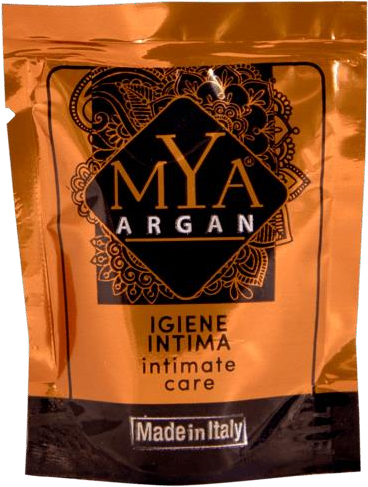 MYA®
ARGAN
IGIENE
INTIMA
intimate
care
Made in Italy